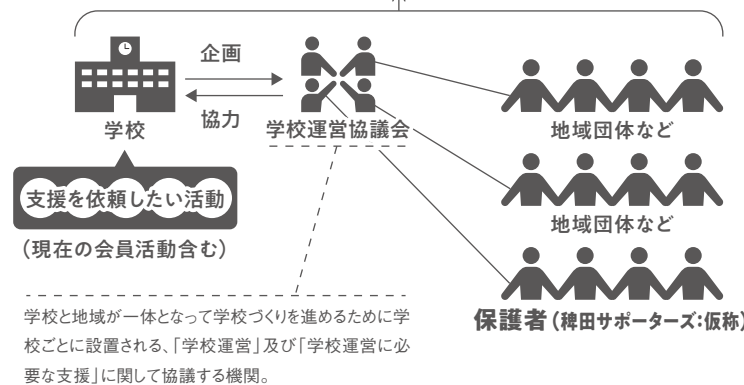 企画
協力
学校
学校運営協議会
支援を依頼したい活動
(現在の会員活動含む)
地域団体など
地域団体など
保護者(稗田サポーターズ:仮称)
学校と地域が一体となって学校づくりを進めるために学
校ごとに設置される、「学校運営」及び「学校運営に必
要な支援」に関して協議する機関。